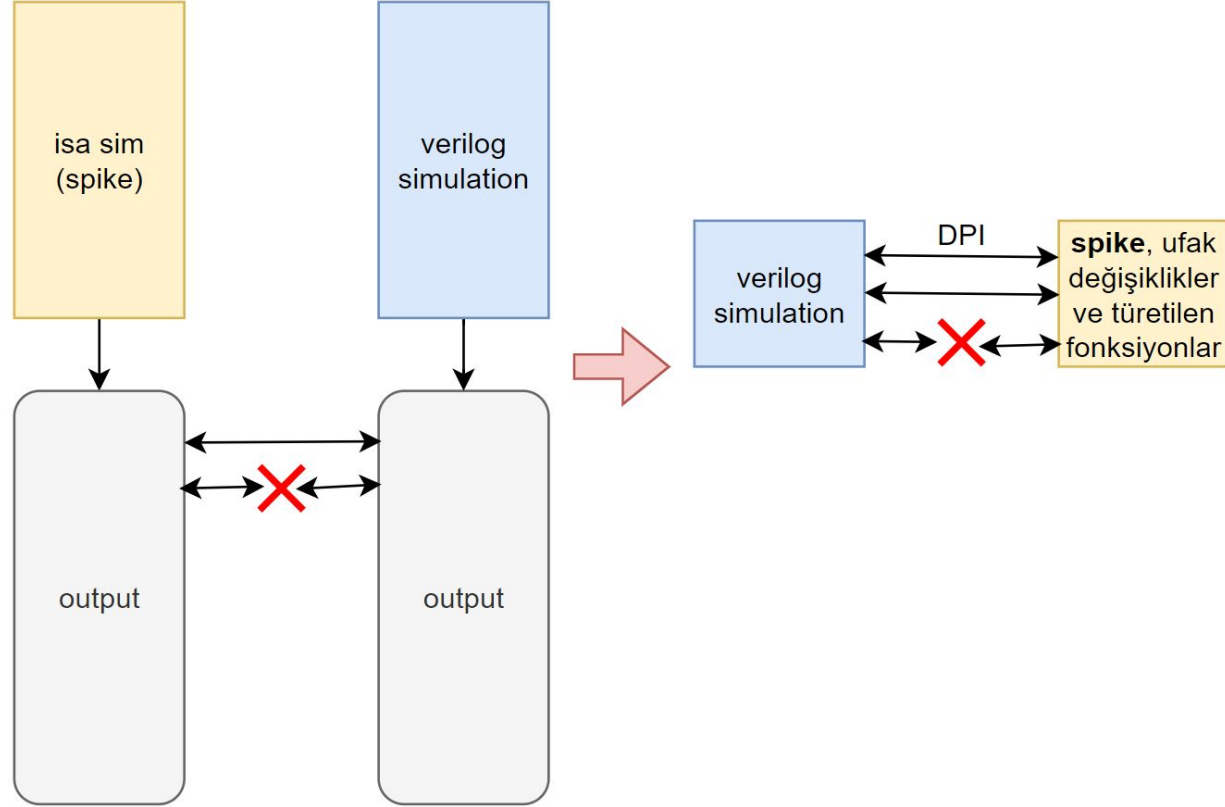 isa sim
(spike)
verilog
simulation
output
output
DPI
verilog
simulation
spike, ufak
değişiklikler
ve türetilen
fonksiyonlar